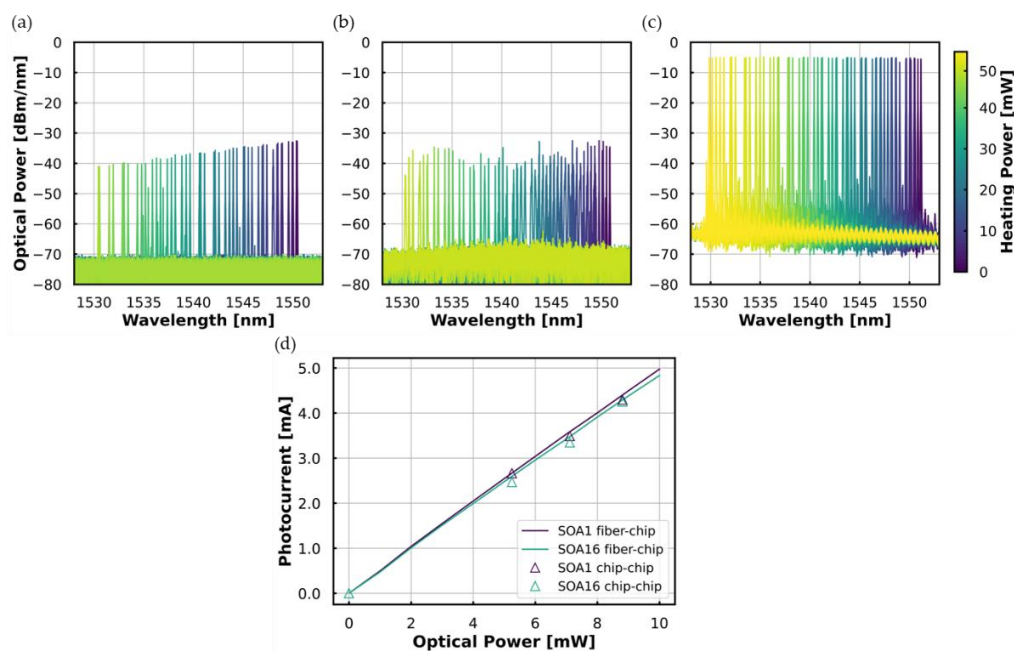 (a)
(b)
(c)
0
−10
−20
−30
−40
−50
−60
−70
−80
Optical Power [dBm/nm]
1530 1535 1540 1545 1550
Wavelength [nm]
0
−10
−20
−30
−40
−50
−60
−70
−80
1530 1535 1540 1545 1550
Wavelength [nm]
0
−10
−20
−30
−40
−50
−60
−70
−80
1530 1535 1540 1545 1550
Wavelength [nm]
50
40
30
20
10
0
Heating Power [mW]
(d)
5.0
4.0
3.0
2.0
1.0
0.0
Photocurrent [mA]
SOA1 fiber-chip
SOA16 fiber-chip
SOA1 chip-chip
SOA16 chip-chip
0 2 4 6 8 10
Optical Power [mW]